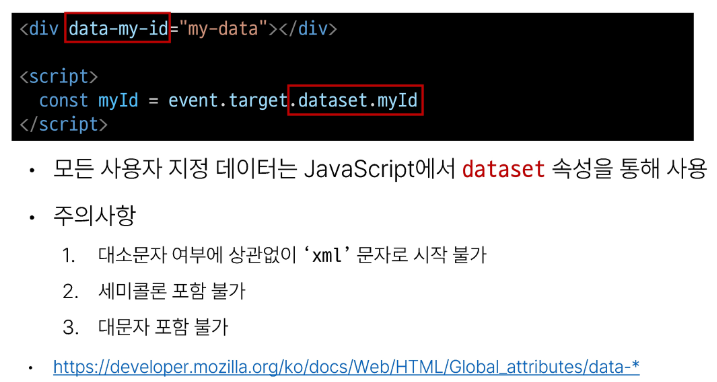 <div data-my-id="my-data"></div>
<script>
const myId = event.target.dataset.myId
</script>
• 모든 사용자 지정 데이터는 JavaScript에서 dataset 속성을 통해 사용
• 주의사항
1. 대소문자 여부에 상관없이 ‘xml’ 문자로 시작 불가
2. 세미콜론 포함 불가
3. 대문자 포함 불가
• https://developer.mozilla.org/ko/docs/Web/HTML/Global_attributes/data-*